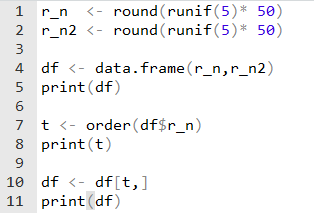 1 r_n  <- round(runif(5)* 50)
2 r_n2 <- round(runif(5)* 50)
3
4 df <- data.frame(r_n,r_n2)
5 print(df)
6
7 t <- order(df$r_n)
8 print(t)
9
10 df <- df[t,]
11 print(df)